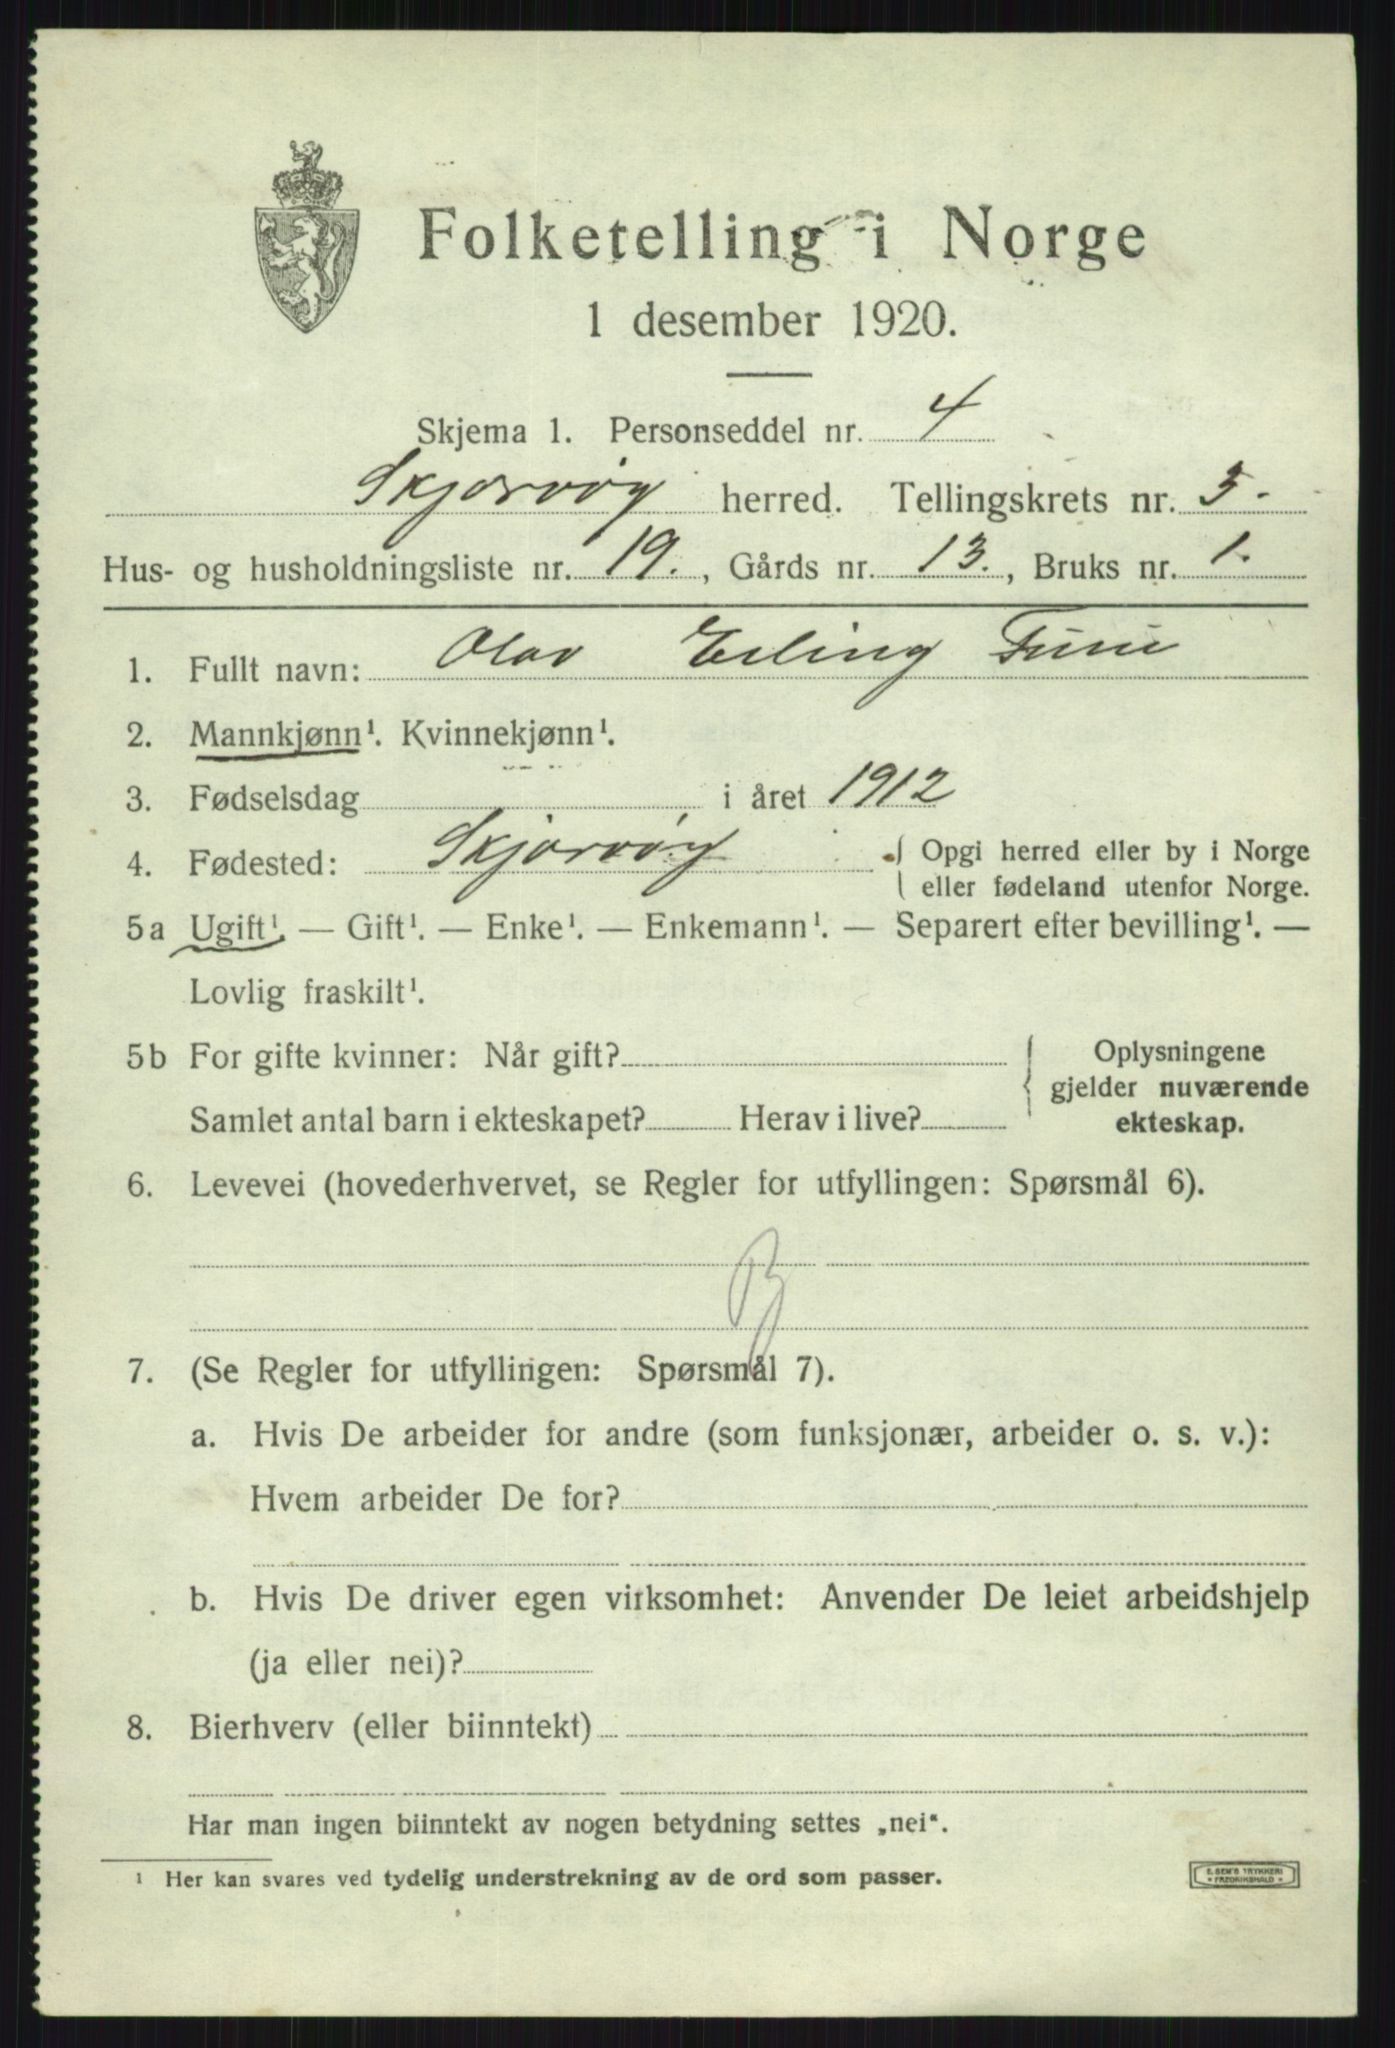 Folketelling i Norge
1 desember 1920.
Skjema 1. Personseddel nr. 4
Skjærvøy herred. Tellingskrets nr. 3.
Hus- og husholdningsliste nr. 19., Gårds nr. 13., Bruks nr. 1.
1. Fullt navn: Olav Erling
2. Mannkjønn¹. Kvinnekjønn¹.
3. Fødselsdag i året 1912
4. Fødested: Skjærvøy { Opgi herred eller by i Norge
eller fødeland utenfor Norge.
5a Ugift¹. — Gift¹. — Enke¹. — Enkemann¹. — Separert efter bevilling¹. —
Lovlig fraskilt¹.
5b For gifte kvinner: Når gift? { Oplysningene
gjelder nuværende
Samlet antal barn i ekteskapet? Herav i live? ekteskap.
6. Levevei (hovederhvervet, se Regler for utfyllingen: Spørsmål 6).
B
7. (Se Regler for utfyllingen: Spørsmål 7).
a. Hvis De arbeider for andre (som funksjonær, arbeider o. s. v.):
Hvem arbeider De for?
b. Hvis De driver egen virksomhet: Anvender De leiet arbeidshjelp
(ja eller nei)?
8. Bierhverv (eller biinntekt)
Har man ingen biinntekt av nogen betydning settes „nei“.
¹ Her kan svares ved tydelig understrekning av de ord som passer.
E. SEM'S TRYKKERI
* FREDRIKSHALD *